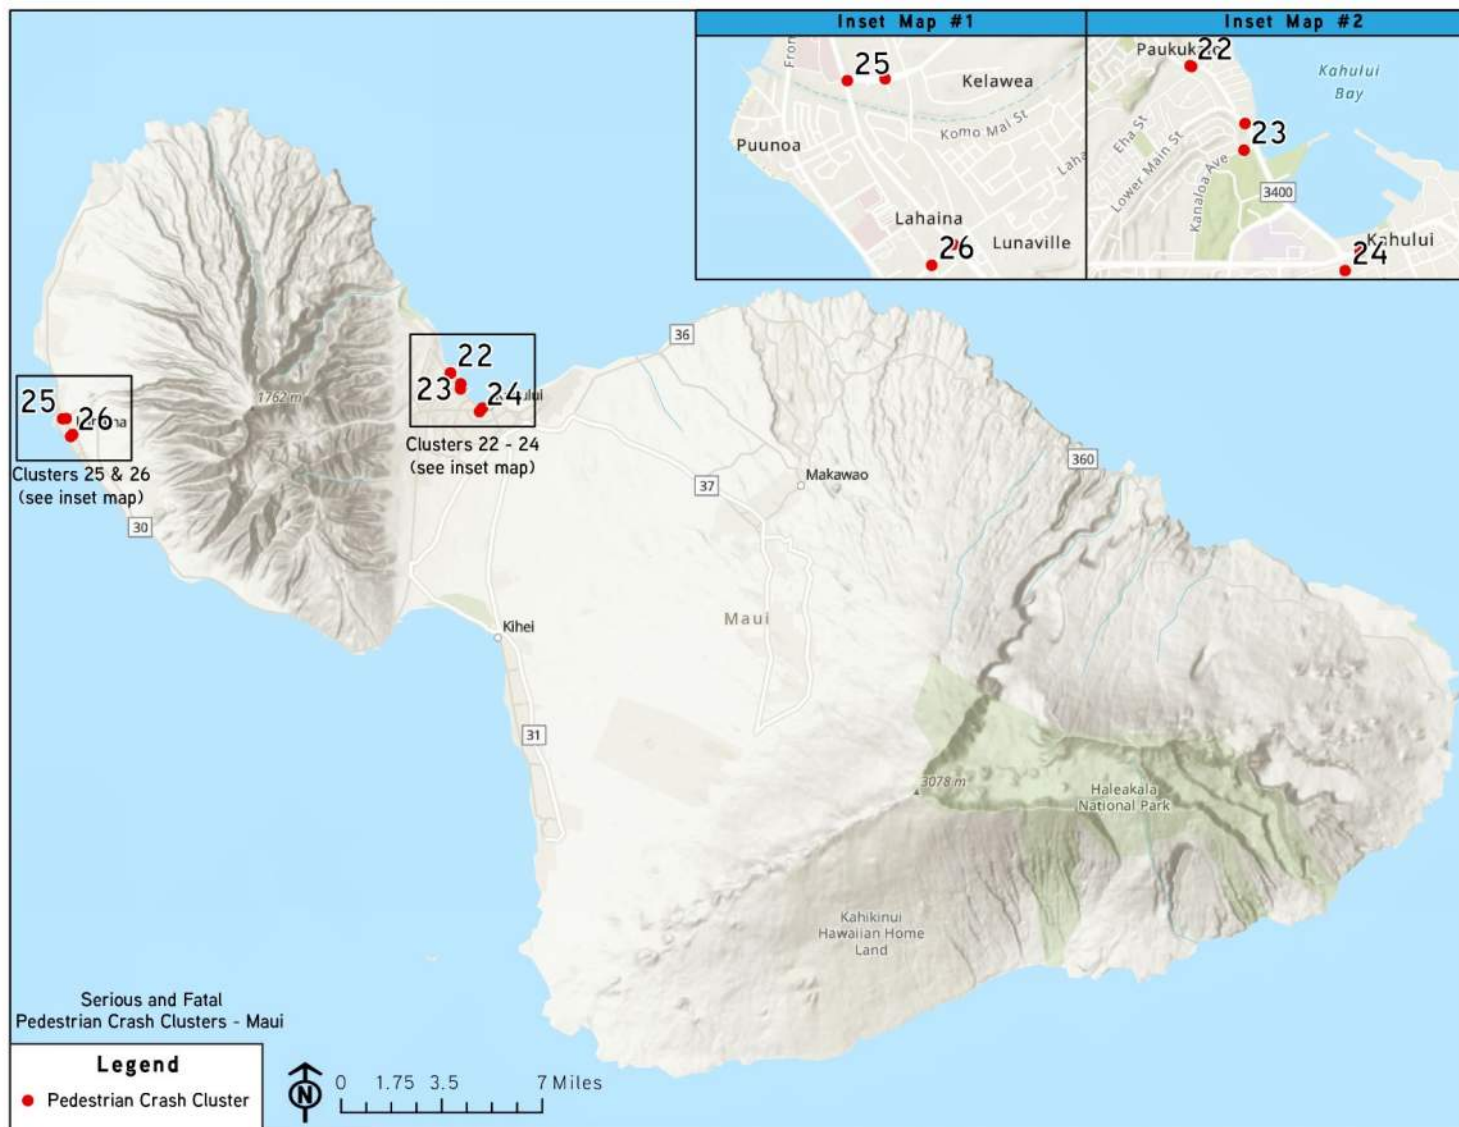 Inset Map #1
Inset Map #2
Fron
25
Kelawea
Komo Mai St
Puunoa
Laha
Lahaina
26
Lunaville
22
Kahului
Bay
Eha St
23
Lower Main St
Kanaloa Ave
3400
Kahului
24
36
22
23
24
1762 m
25
26
Clusters 22 - 24
(see inset map)
Clusters 25 & 26
(see inset map)
360
Makawao
37
30
Maui
Kihei
31
3078 m
Haleakala
National Park
Kahikinui
Hawaiian Home
Land
Serious and Fatal
Pedestrian Crash Clusters - Maui
Legend
Pedestrian Crash Cluster
N
0 1.75 3.5 7 Miles